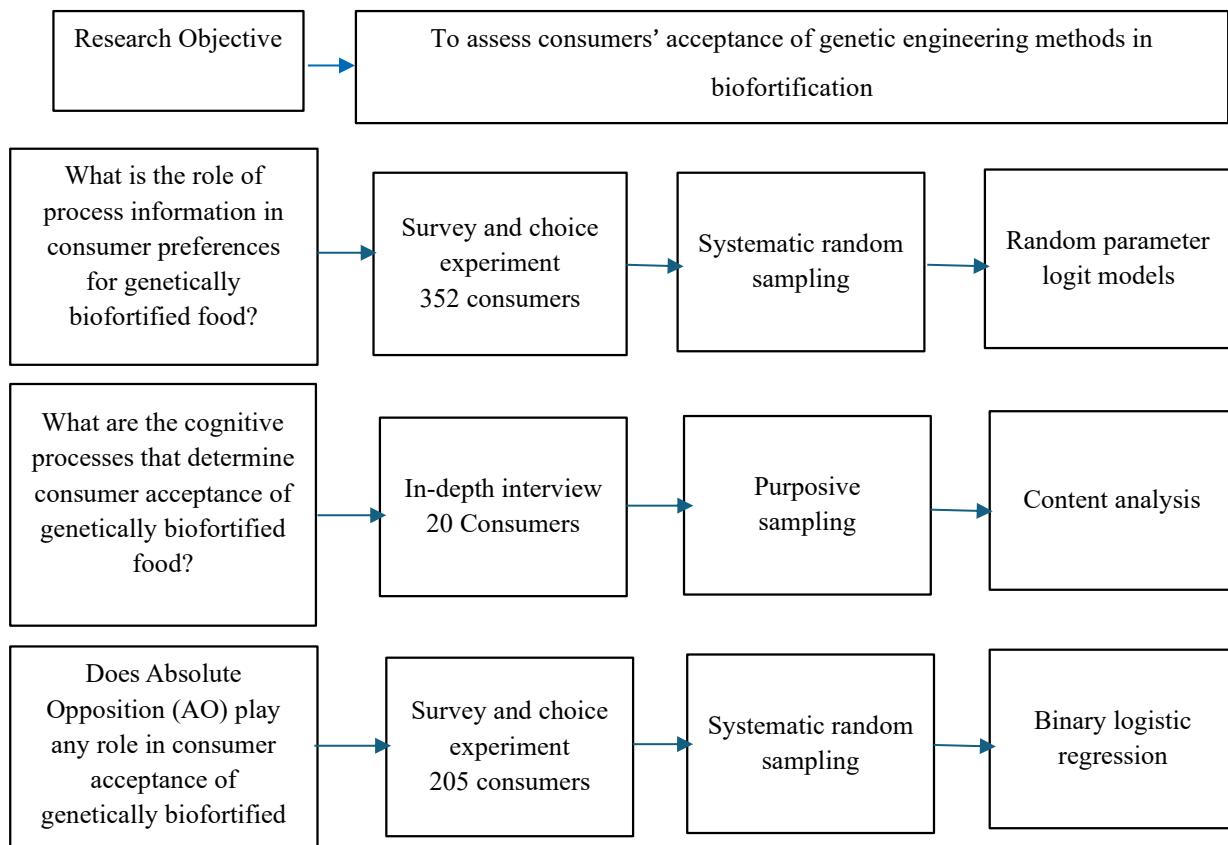 Research Objective
To assess consumers’ acceptance of genetic engineering methods in
biofortification
What is the role of
process information in
consumer preferences
for genetically
biofortified food?
Survey and choice
experiment
352 consumers
Systematic random
sampling
Random parameter
logit models
What are the cognitive
processes that determine
consumer acceptance of
genetically biofortified
food?
In-depth interview
20 Consumers
Purposive
sampling
Content analysis
Does Absolute
Opposition (AO) play
any role in consumer
acceptance of
genetically biofortified
Survey and choice
experiment
205 consumers
Systematic random
sampling
Binary logistic
regression